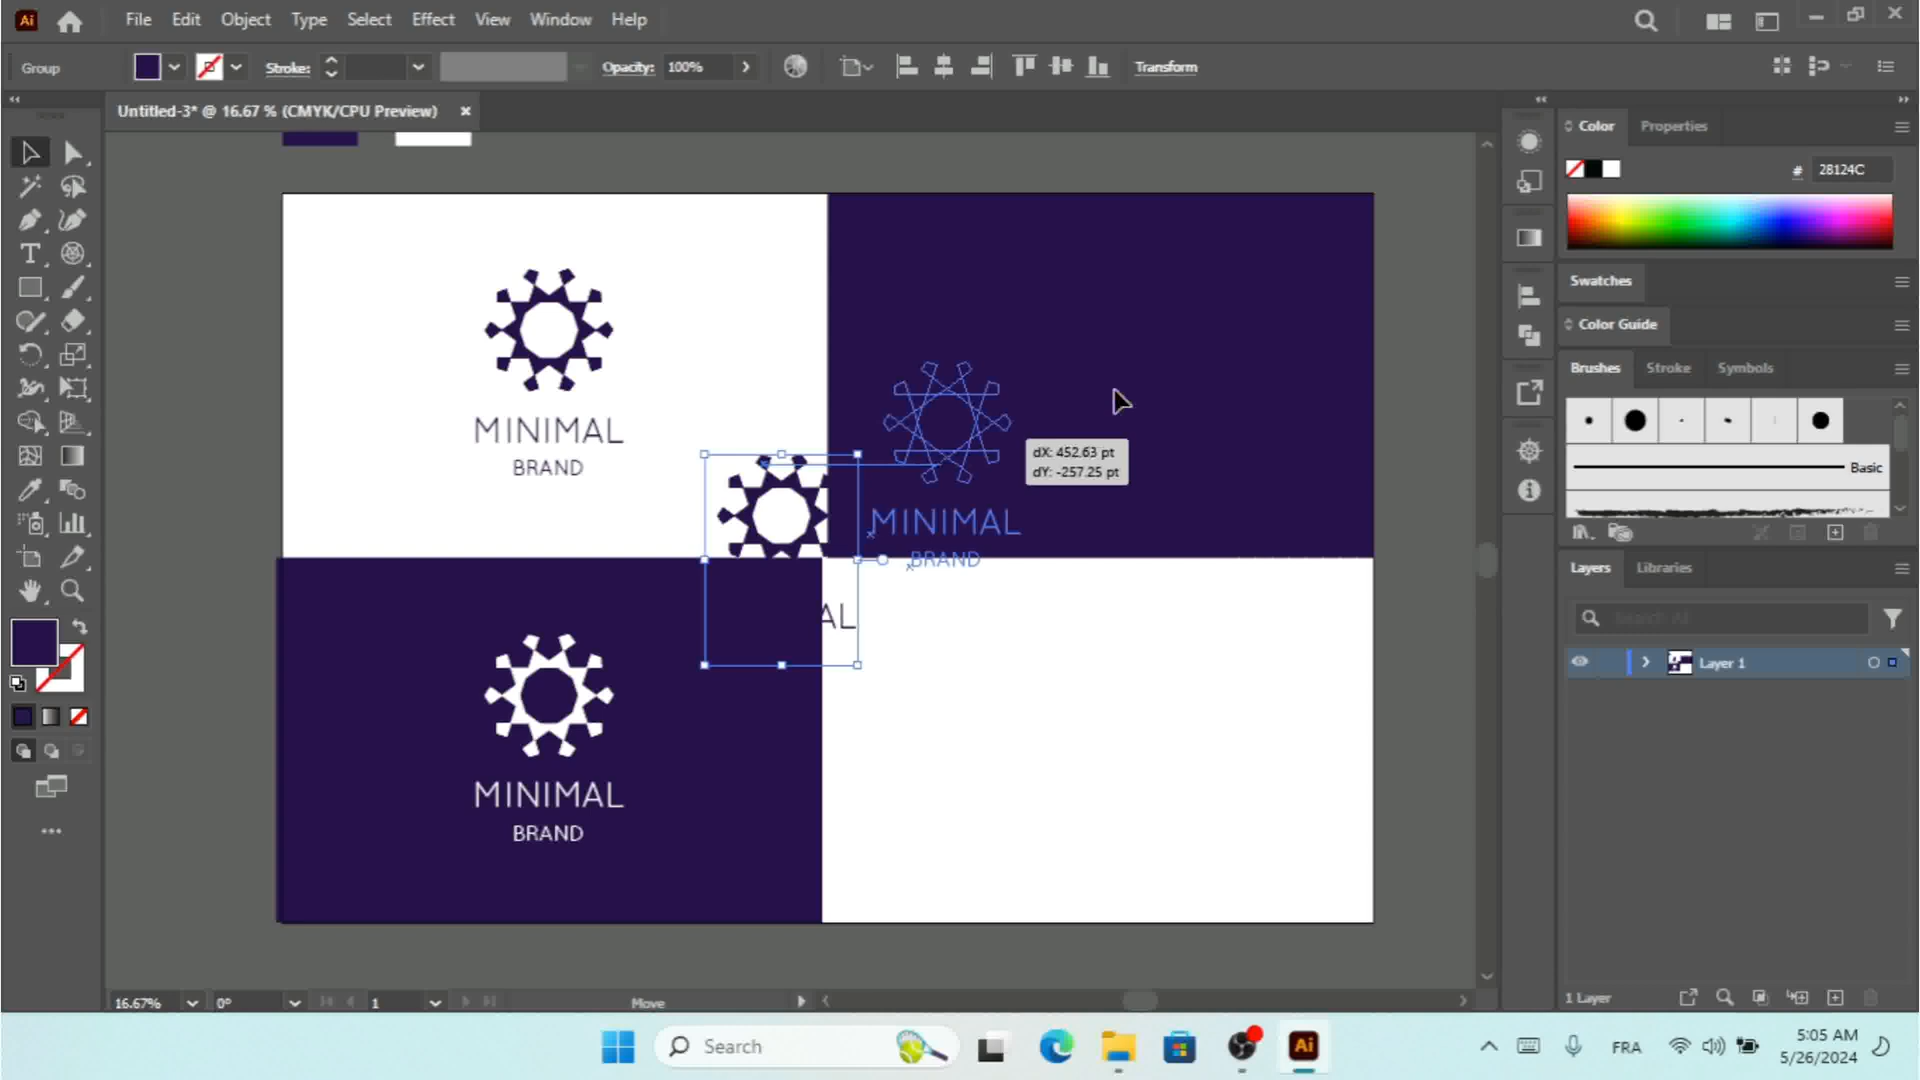 Ai File Edit Object Type Select Effect View Window Help
Group Stroke: Opacity: 100% Transform
Untitled-3* @ 16.67 % (CMYK/CPU Preview) ×
Color Properties
# 28124C
Swatches
Color Guide
Brushes Stroke Symbols
Basic
Layers Libraries
Layer 1
1 Layer
MINIMAL
BRAND
dX: 452.63 pt
dY: -257.25 pt
MINIMAL
BRAND
AL
MINIMAL
BRAND
16.67% 0° 1 Move
Search
Ai
FRA
5:05 AM
5/26/2024